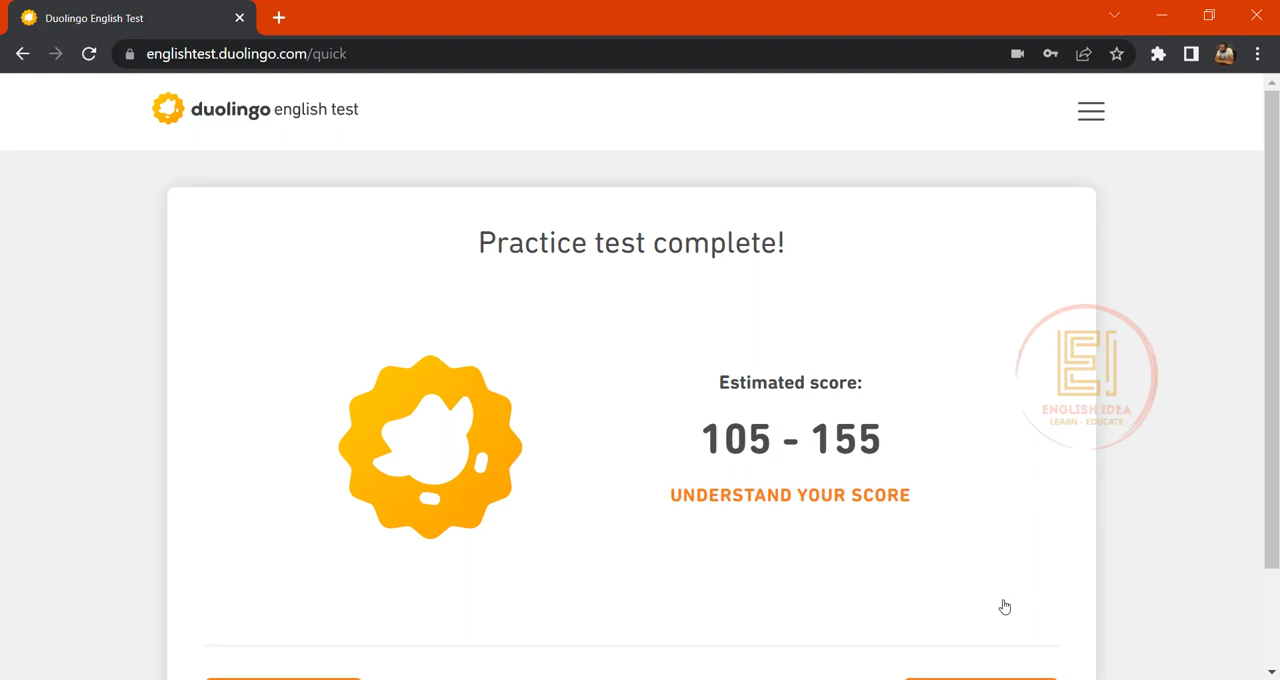 Duolingo English Test
englishtest.duolingo.com/quick
duolingo english test
Practice test complete!
Estimated score:
105 - 155
UNDERSTAND YOUR SCORE
EI
ENGLISH IDEA
LEARN - EDUCATE